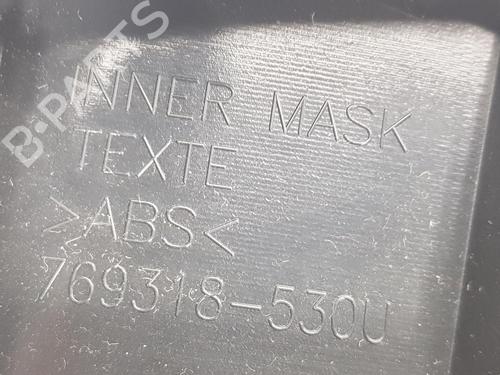 B-PARTS
INNER MASK
TEXTE
>ABS<
769318-530U